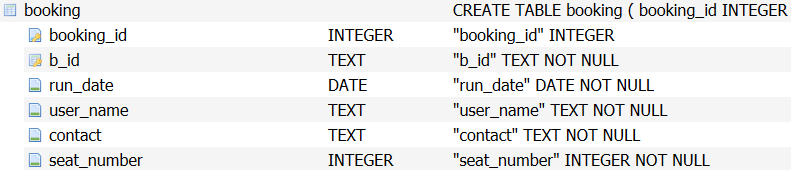 booking CREATE TABLE booking ( booking_id INTEGER
booking_id INTEGER "booking_id" INTEGER
b_id TEXT "b_id" TEXT NOT NULL
run_date DATE "run_date" DATE NOT NULL
user_name TEXT "user_name" TEXT NOT NULL
contact TEXT "contact" TEXT NOT NULL
seat_number INTEGER "seat_number" INTEGER NOT NULL